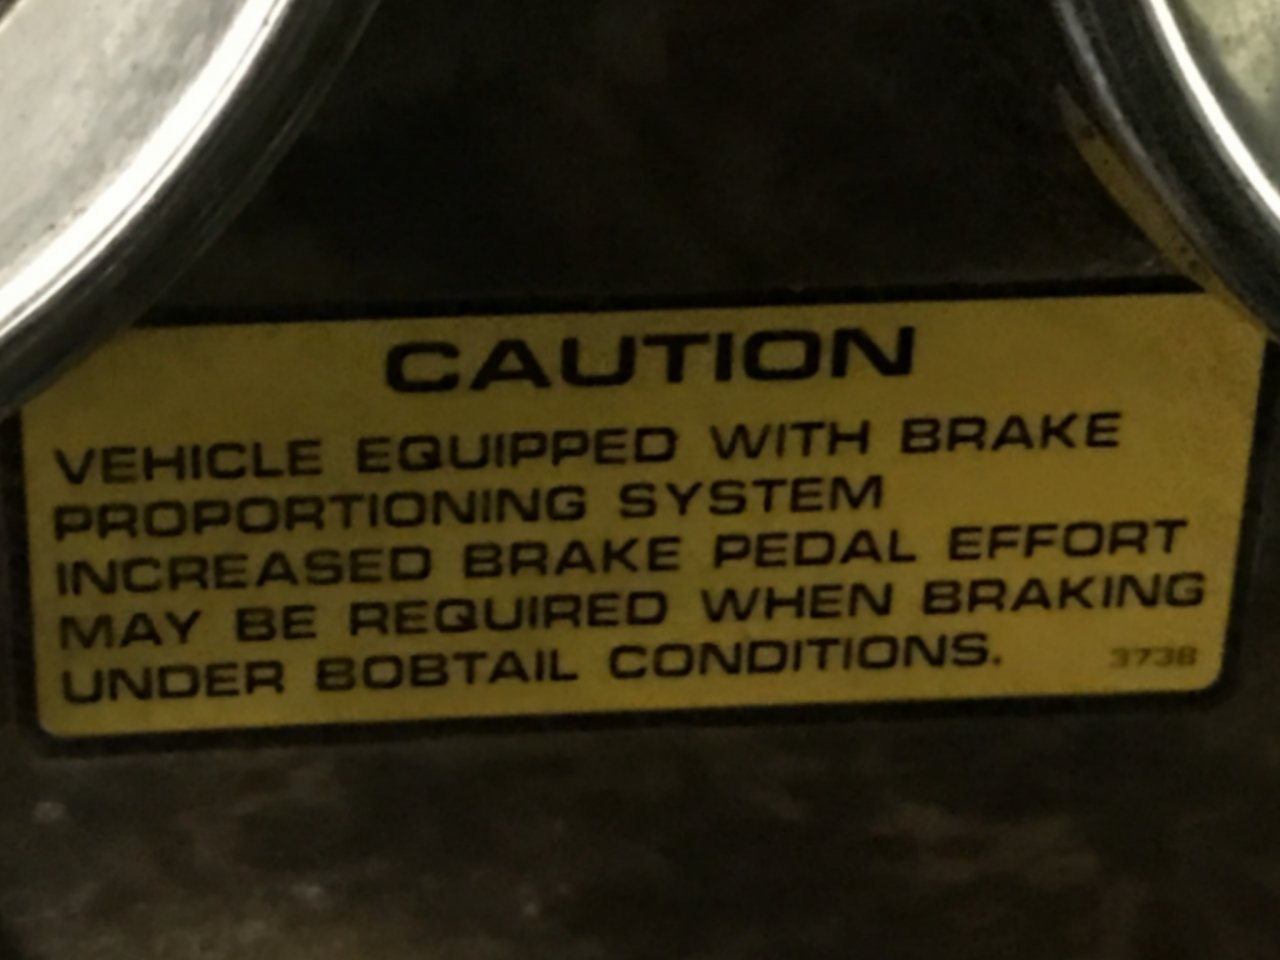 CAUTION
VEHICLE EQUIPPED WITH BRAKE
PROPORTIONING SYSTEM
INCREASED BRAKE PEDAL EFFORT
MAY BE REQUIRED WHEN BRAKING
UNDER BOBTAIL CONDITIONS.
3738